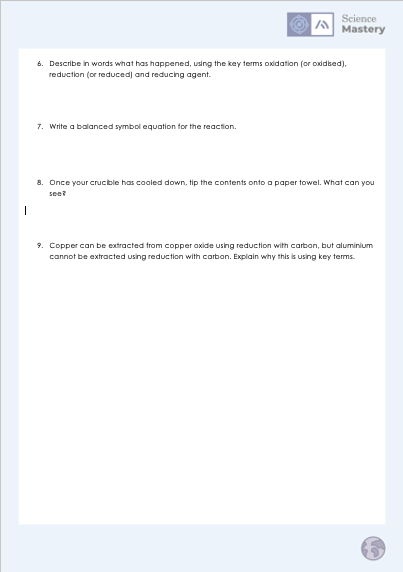 Science
Mastery
6. Describe in words what has happened, using the key terms oxidation (or oxidised),
reduction (or reduced) and reducing agent.
7. Write a balanced symbol equation for the reaction.
8. Once your crucible has cooled down, tip the contents onto a paper towel. What can you
see?
9. Copper can be extracted from copper oxide using reduction with carbon, but aluminium
cannot be extracted using reduction with carbon. Explain why this is using key terms.